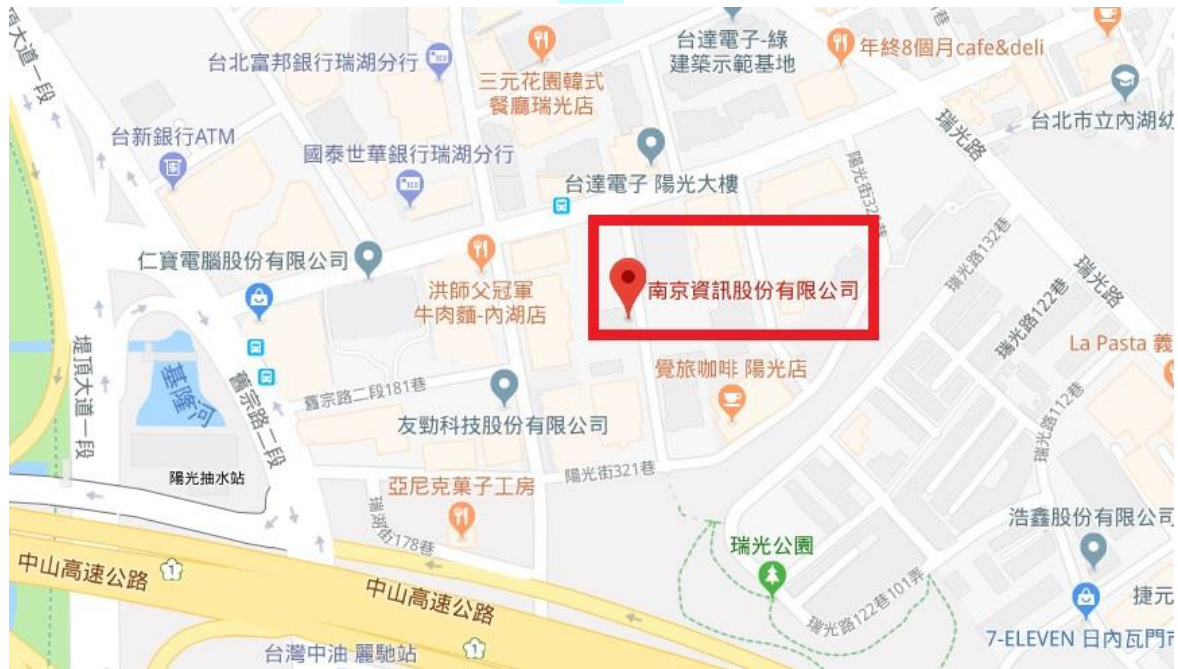 大道一段
台北富邦銀行瑞湖分行
三元花園韓式
餐廳瑞光店
台達電子-綠
建築示範基地
年終8個月cafe&deli
台新銀行ATM
國泰世華銀行瑞湖分行
台達電子 陽光大樓
瑞光路
台北市立內湖幼
陽光街321巷
仁寶電腦股份有限公司
洪師父冠軍
牛肉麵-內湖店
南京資訊股份有限公司
瑞光路132巷
瑞光路
瑞光路122巷
La Pasta 義
堤頂大道一段
基隆河
舊宗路二段
舊宗路二段181巷
覺旅咖啡 陽光店
友勁科技股份有限公司
瑞光路112巷
陽光抽水站
陽光街321巷
亞尼克菓子工房
瑞湖街178巷
浩鑫股份有限公司
瑞光公園
中山高速公路
1
中山高速公路
瑞光路122巷101弄
捷元
7-ELEVEN 日內瓦門市
台灣中油 麗馳站
1